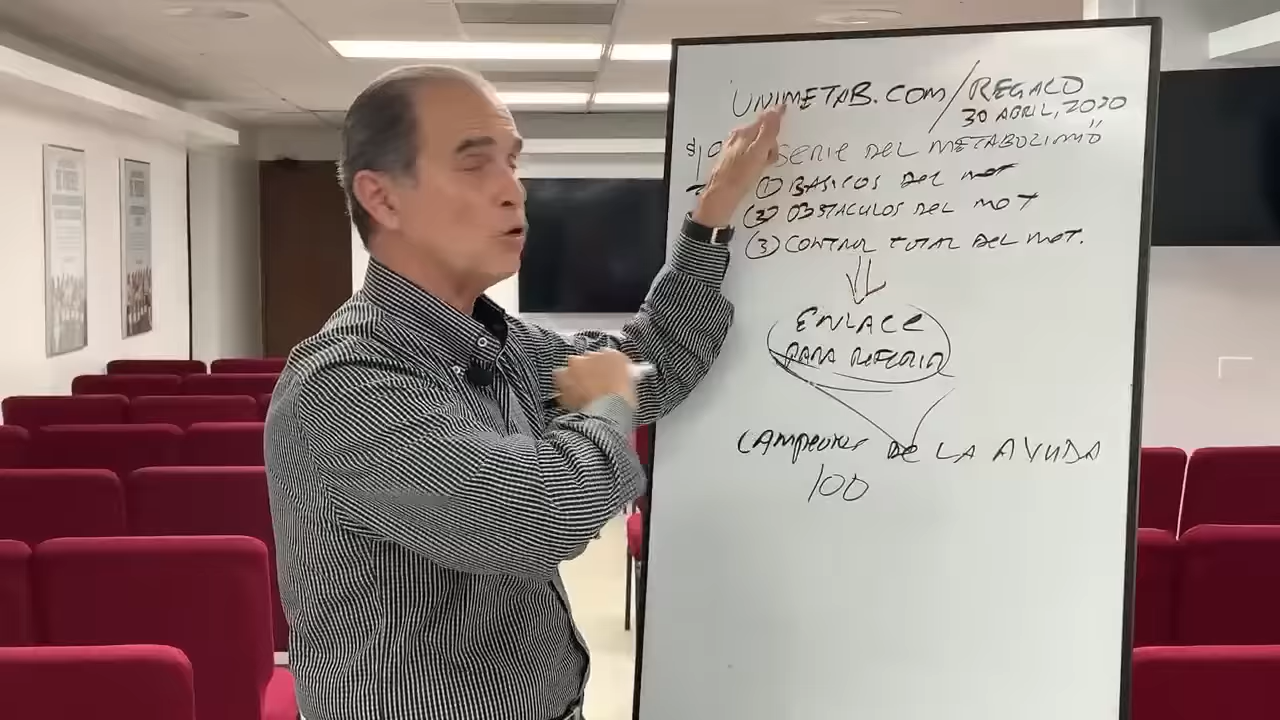 UNIMETAB.COM/REGALO
30 ABRIL, 2020
SERIE DEL METABOLIMO"
(1) BASICOS DEL MET
(2) OBSTACULOS DEL MET
(3) CONTROL TOTAL DEL MET.
ENLACE
PARA REFERIR
CAMPEONES DE LA AYUDA
100